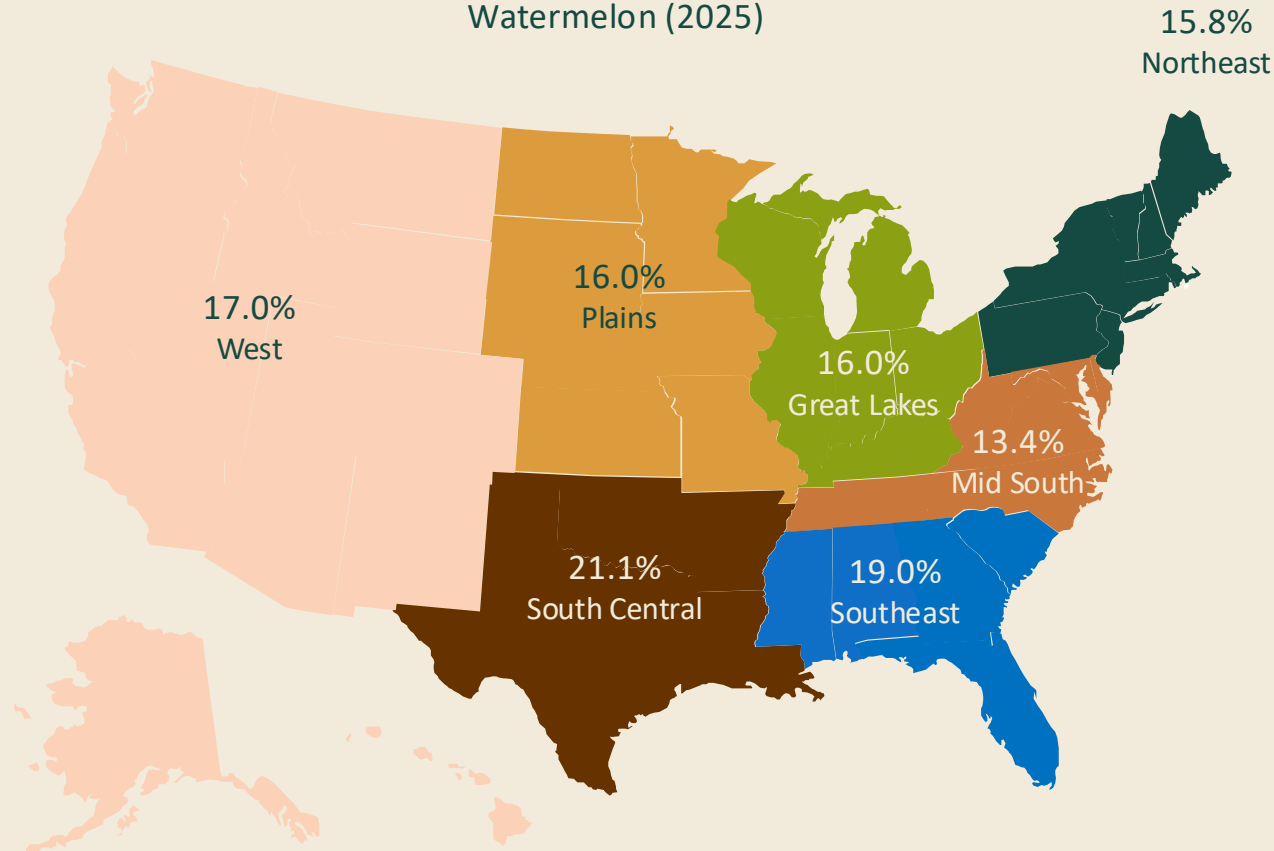 Watermelon (2025)
15.8%
Northeast
17.0%
West
16.0%
Plains
16.0%
Great Lakes
13.4%
Mid South
21.1%
South Central
19.0%
Southeast